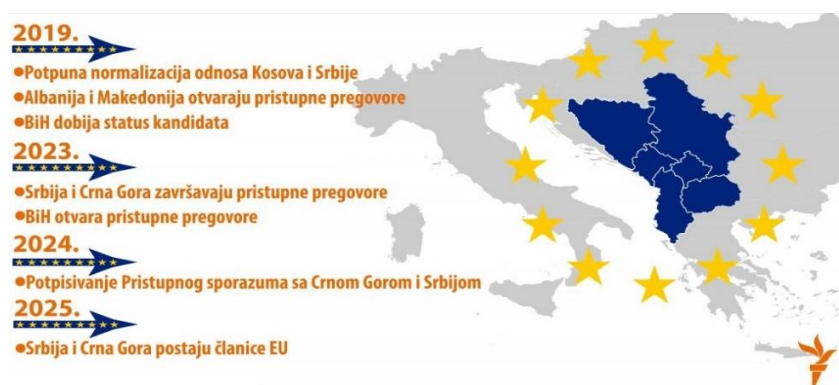 2019.
•Potpuna normalizacija odnosa Kosova i Srbije
•Albanija i Makedonija otvaraju pristupne pregovore
•BiH dobija status kandidata
2023.
•Srbija i Crna Gora završavaju pristupne pregovore
•BiH otvara pristupne pregovore
2024.
•Potpisivanje Pristupnog sporazuma sa Crnom Gorom i Srbijom
2025.
•Srbija i Crna Gora postaju članice EU